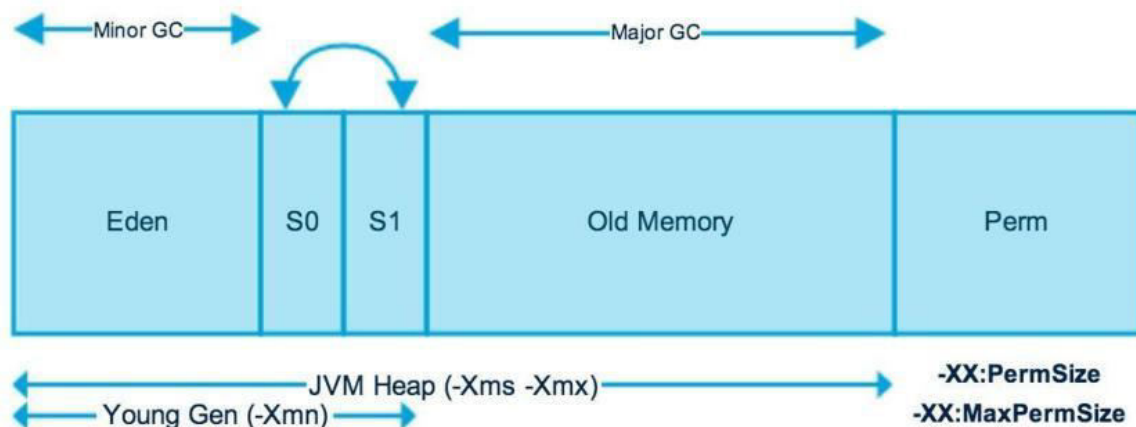 Minor GC
Major GC
Eden
S0
S1
Old Memory
Perm
JVM Heap (-Xms -Xmx)
-XX:PermSize
Young Gen (-Xmn)
-XX:MaxPermSize